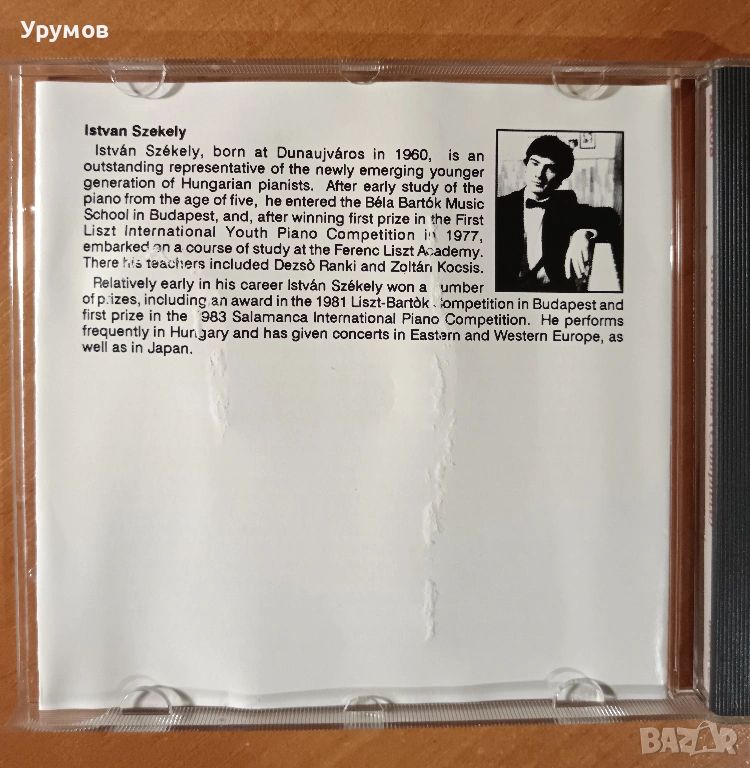 Урумов
Istvan Szekely
István Székely, born at Dunaujváros in 1960, is an
outstanding representative of the newly emerging younger
generation of Hungarian pianists. After early study of the
piano from the age of five, he entered the Béla Bartók Music
School in Budapest, and, after winning first prize in the First
Liszt International Youth Piano Competition in 1977,
embarked on a course of study at the Ferenc Liszt Academy.
There his teachers included Dezsò Ranki and Zoltán Kocsis.
Relatively early in his career István Székely won a number
of prizes, including an award in the 1981 Liszt-Bartòk Competition in Budapest and
first prize in the 1983 Salamanca International Piano Competition. He performs
frequently in Hungary and has given concerts in Eastern and Western Europe, as
well as in Japan.
BAZAR